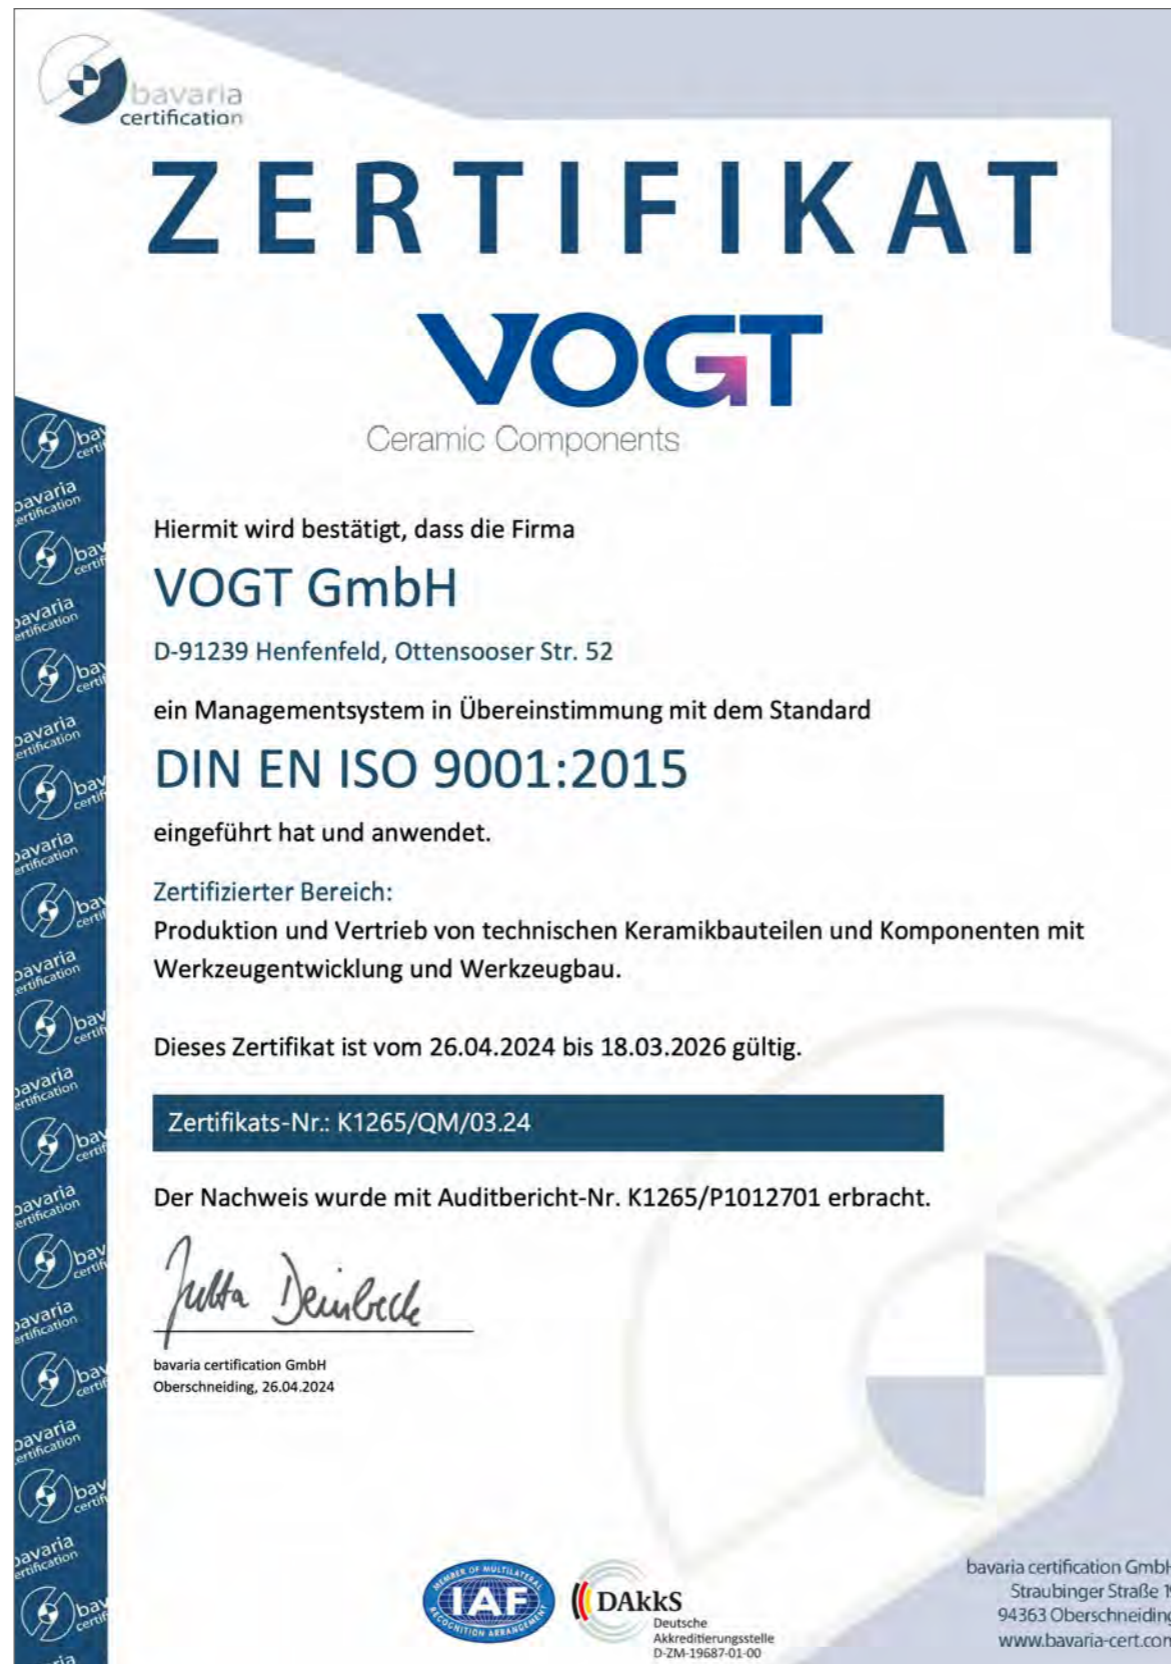 bavaria
certification
ZERTIFIKAT
VOGT
Ceramic Components
Hiermit wird bestätigt, dass die Firma
VOGT GmbH
D-91239 Henfenfeld, Ottensooser Str. 52
ein Managementsystem in Übereinstimmung mit dem Standard
DIN EN ISO 9001:2015
eingeführt hat und anwendet.
Zertifizierter Bereich:
Produktion und Vertrieb von technischen Keramikbauteilen und Komponenten mit
Werkzeugentwicklung und Werkzeugbau.
Dieses Zertifikat ist vom 26.04.2024 bis 18.03.2026 gültig.
Zertifikats-Nr.: K1265/QM/03.24
Der Nachweis wurde mit Auditbericht-Nr. K1265/P1012701 erbracht.
Jutta Deinbeck
bavaria certification GmbH
Oberschneiding, 26.04.2024
MEMBER OF MULTILATERAL
IAF
RECOGNITION ARRANGEMENT
DAkkS
Deutsche
Akkreditierungsstelle
D-ZM-19687-01-00
bavaria certification GmbH
Straubinger Straße
94363 Oberschneiding
www.bavaria-cert.com